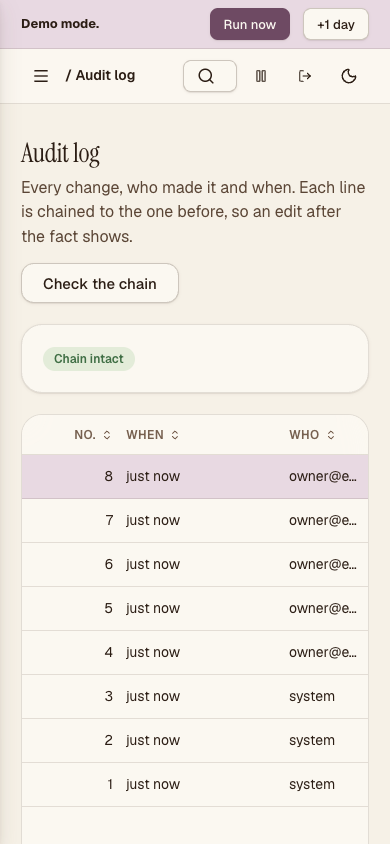 Demo mode.
Run now
+1 day
/ Audit log
Audit log
Every change, who made it and when. Each line
is chained to the one before, so an edit after
the fact shows.
Check the chain
Chain intact
NO. WHEN WHO
8 just now owner@e…
7 just now owner@e…
6 just now owner@e…
5 just now owner@e…
4 just now owner@e…
3 just now system
2 just now system
1 just now system